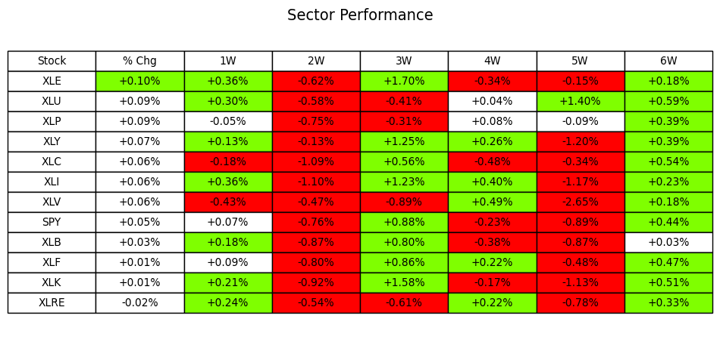 Sector Performance
Stock % Chg 1W 2W 3W 4W 5W 6W
XLE +0.10% +0.36% -0.62% +1.70% -0.34% -0.15% +0.18%
XLU +0.09% +0.30% -0.58% -0.41% +0.04% +1.40% +0.59%
XLP +0.09% -0.05% -0.75% -0.31% +0.08% -0.09% +0.39%
XLY +0.07% +0.13% -0.13% +1.25% +0.26% -1.20% +0.39%
XLC +0.06% -0.18% -1.09% +0.56% -0.48% -0.34% +0.54%
XLI +0.06% +0.36% -1.10% +1.23% +0.40% -1.17% +0.23%
XLV +0.06% -0.43% -0.47% -0.89% +0.49% -2.65% +0.18%
SPY +0.05% +0.07% -0.76% +0.88% -0.23% -0.89% +0.44%
XLB +0.03% +0.18% -0.87% +0.80% -0.38% -0.87% +0.03%
XLF +0.01% +0.09% -0.80% +0.86% +0.22% -0.48% +0.47%
XLK +0.01% +0.21% -0.92% +1.58% -0.17% -1.13% +0.51%
XLRE -0.02% +0.24% -0.54% -0.61% +0.22% -0.78% +0.33%